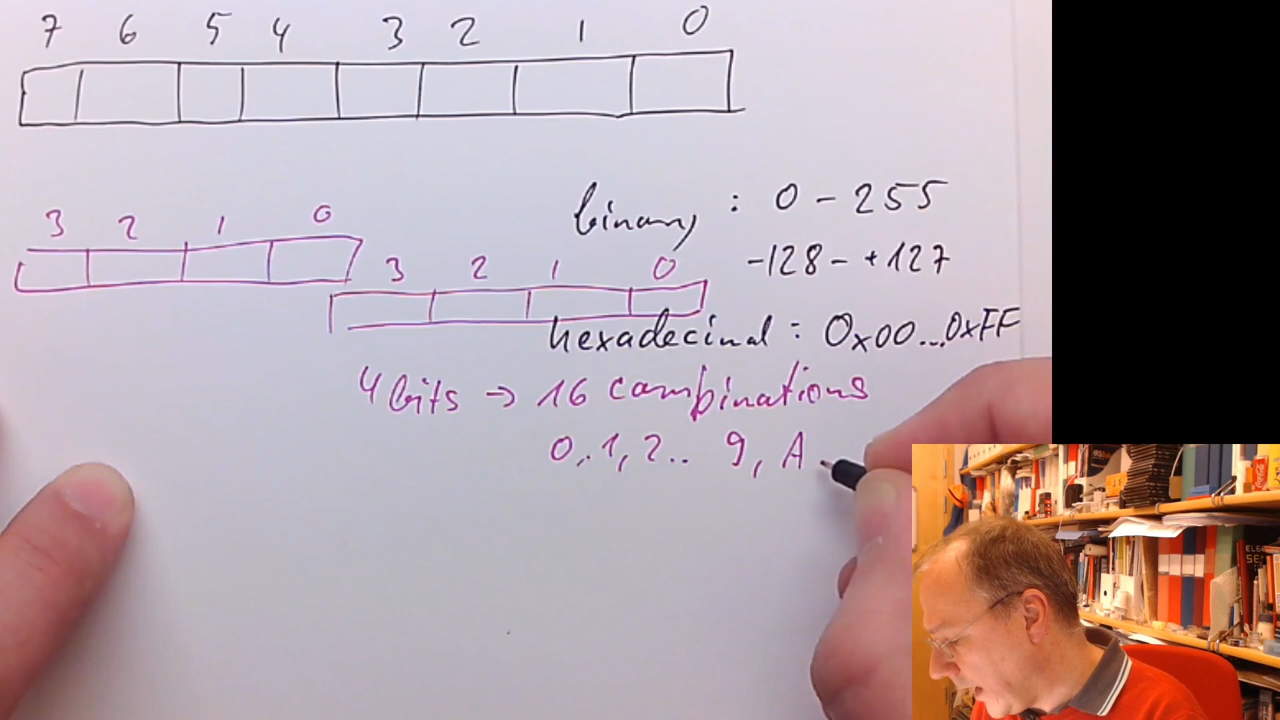 7 6 5 4 3 2 1 0
binary : 0 - 255
3 2 1 0
-128 - +127
3 2 1 0
hexadecimal : 0x00...0xFF
4 bits → 16 combinations
0, 1, 2.. 9, A